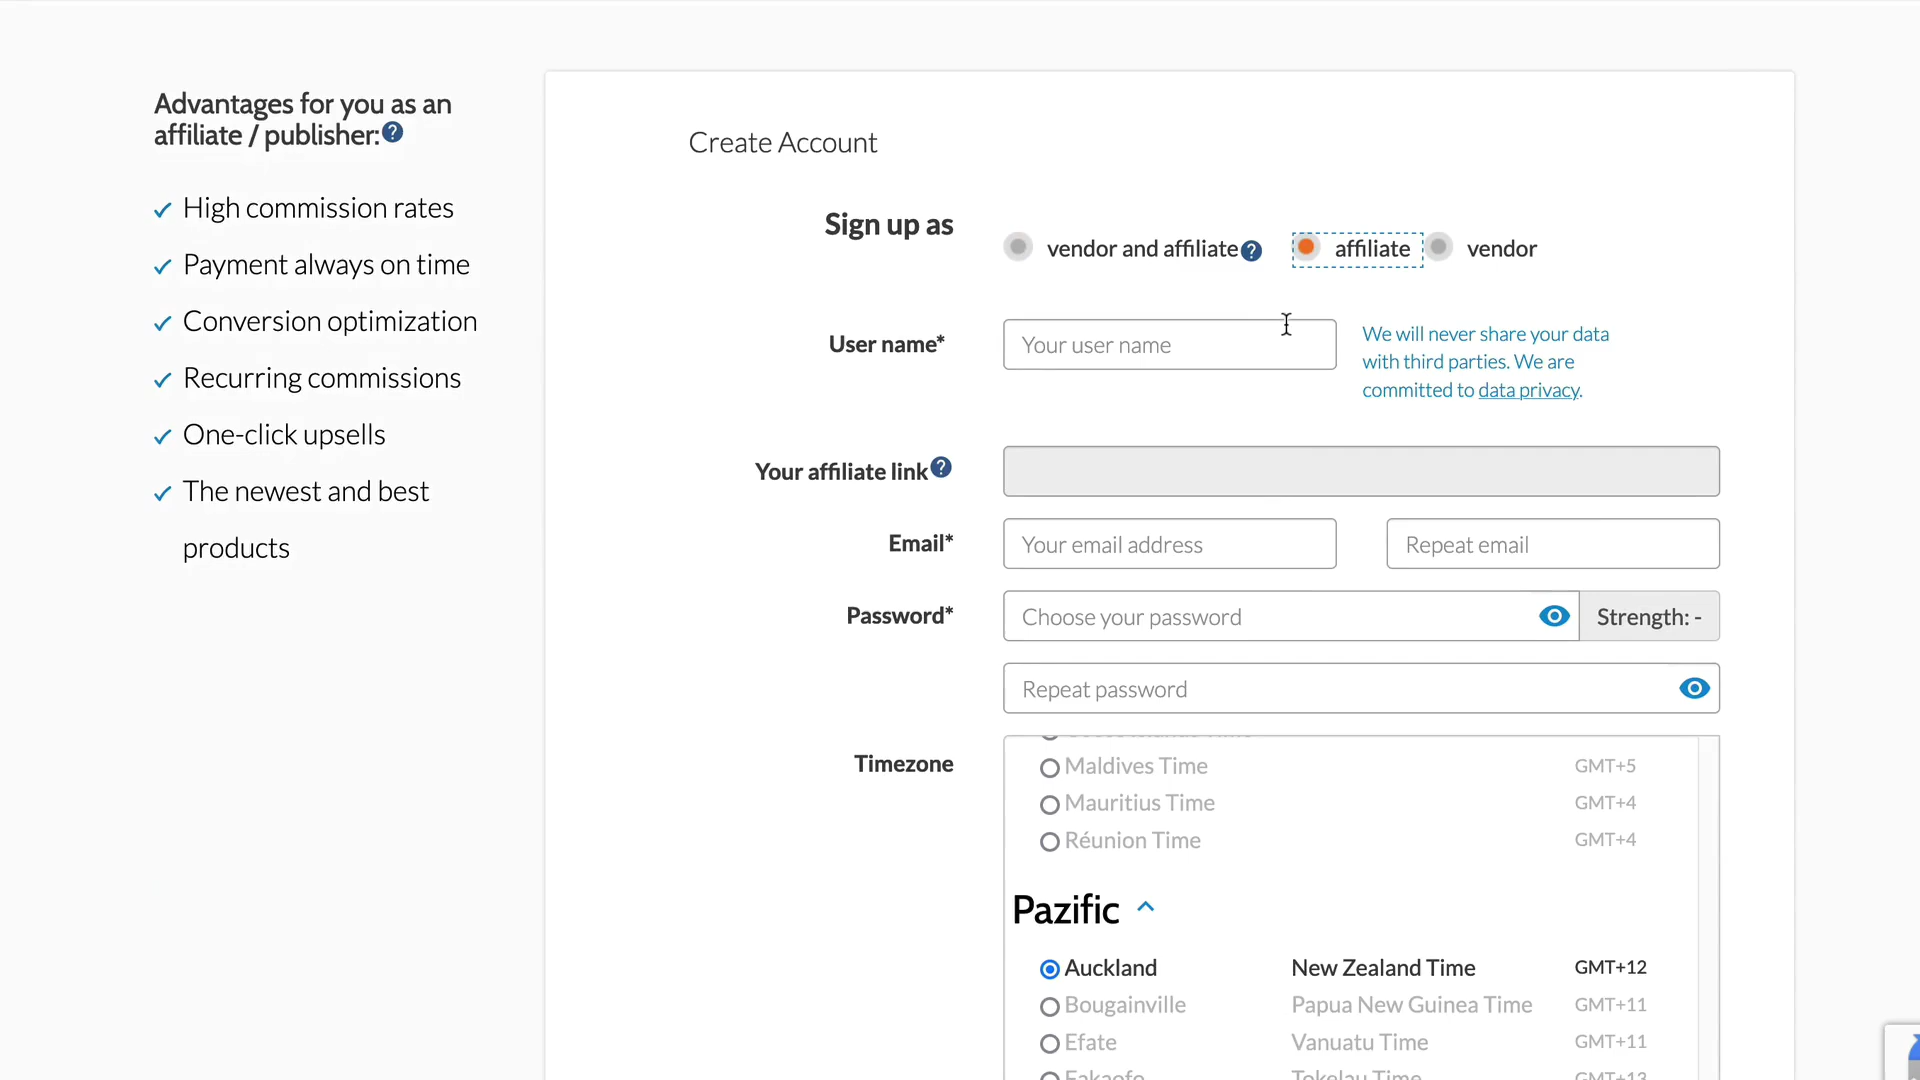 Advantages for you as an
affiliate / publisher:?
High commission rates
Payment always on time
Conversion optimization
Recurring commissions
One-click upsells
The newest and best
products
Create Account
Sign up as
vendor and affiliate? affiliate vendor
User name*
Your user name
We will never share your data
with third parties. We are
committed to data privacy.
Your affiliate link?
Email*
Your email address
Repeat email
Password*
Choose your password
Strength: -
Repeat password
Timezone
Maldives Time GMT+5
Mauritius Time GMT+4
Réunion Time GMT+4
Pazific
Auckland New Zealand Time GMT+12
Bougainville Papua New Guinea Time GMT+11
Efate Vanuatu Time GMT+11
Fakaofo Tokelau Time GMT+13